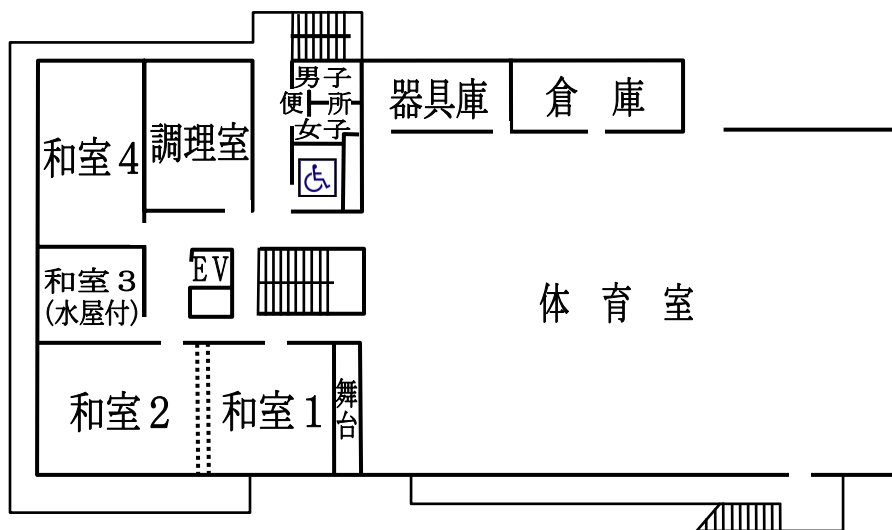 男子
便所
女子
器具庫
倉庫
和室4
調理室
和室3
(水屋付)
EV
体育室
和室2
和室1
舞台